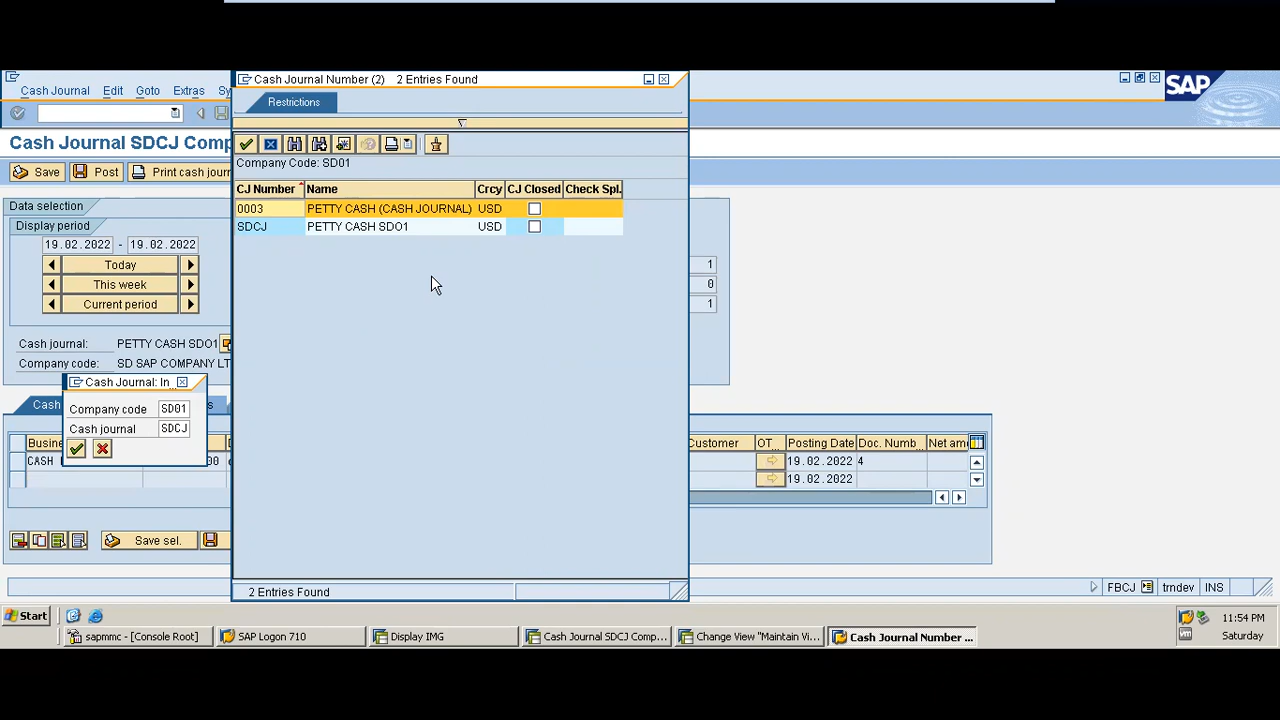 Cash Journal Number (2)   2 Entries Found
Cash Journal Edit Goto Extras Sy
SAP
Restrictions
Cash Journal SDCJ Comp
Company Code: SD01
Save Post Print cash journ
CJ Number Name Crcy CJ Closed Check Spl.
0003 PETTY CASH (CASH JOURNAL) USD
SDCJ PETTY CASH SDO1 USD
Data selection
Display period
19.02.2022 - 19.02.2022
Today
1
This week
0
Current period
1
Cash journal: PETTY CASH SDO1
Company code: SD SAP COMPANY LT
Cash Journal: In
Cash
s
Company code SD01
Cash journal SDCJ
Busine
Customer OT... Posting Date Doc. Numb... Net am
CASH
00
19.02.2022 4
19.02.2022
Save sel.
2 Entries Found
FBCJ trndev INS
Start sapmmc - [Console Root] SAP Logon 710 Display IMG Cash Journal SDCJ Comp... Change View "Maintain Vi... Cash Journal Number ...
11:54 PM
Saturday